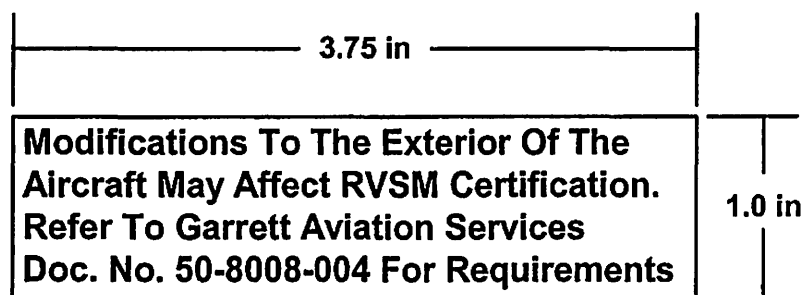 3.75 in
Modifications To The Exterior Of The
Aircraft May Affect RVSM Certification.
Refer To Garrett Aviation Services
Doc. No. 50-8008-004 For Requirements
1.0 in